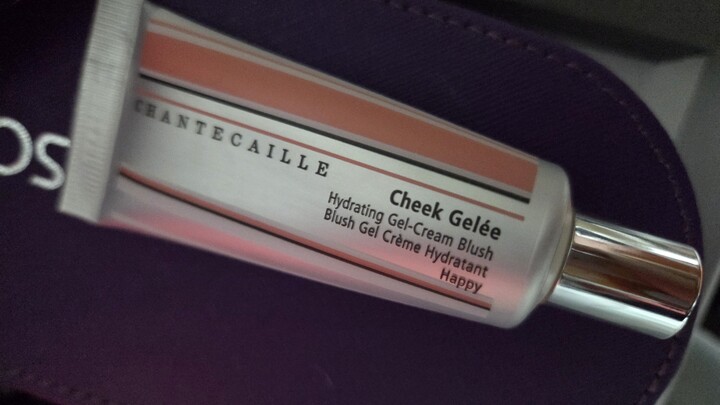 CHANTECAILLE
Cheek Gelée
Hydrating Gel-Cream Blush
Blush Gel Crème Hydratant
Happy